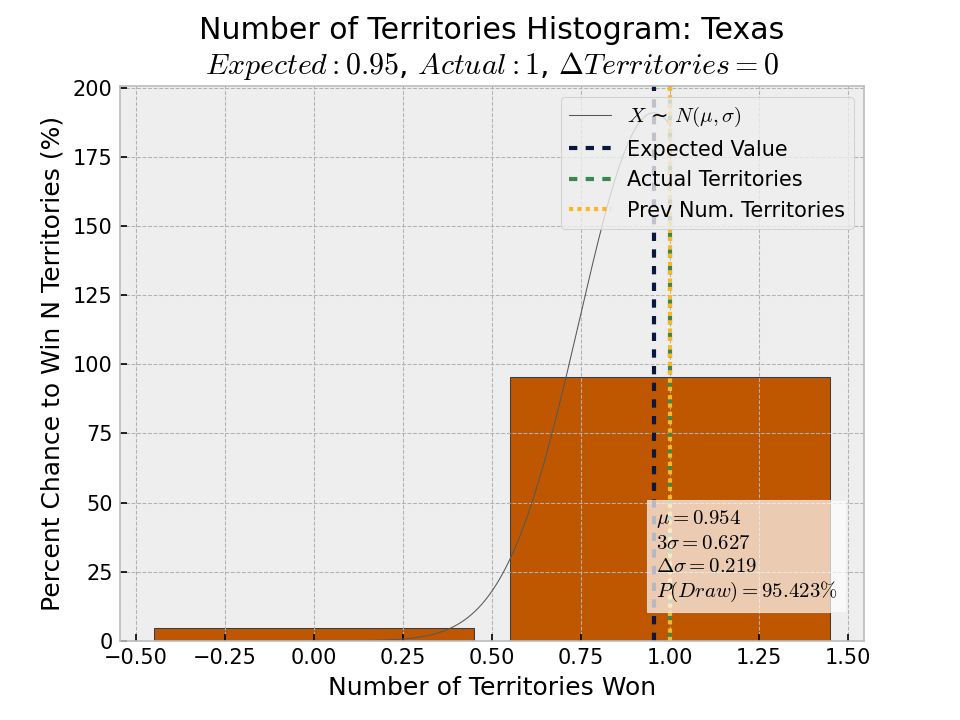 Number of Territories Histogram: Texas
Expected : 0.95, Actual : 1, ΔTerritories = 0
Percent Chance to Win N Territories (%)
200
175
150
125
100
75
50
25
0
X ~ N(μ, σ)
Expected Value
Actual Territories
Prev Num. Territories
μ = 0.954
3σ = 0.627
Δσ = 0.219
P(Draw) = 95.423%
−0.50 −0.25 0.00 0.25 0.50 0.75 1.00 1.25 1.50
Number of Territories Won